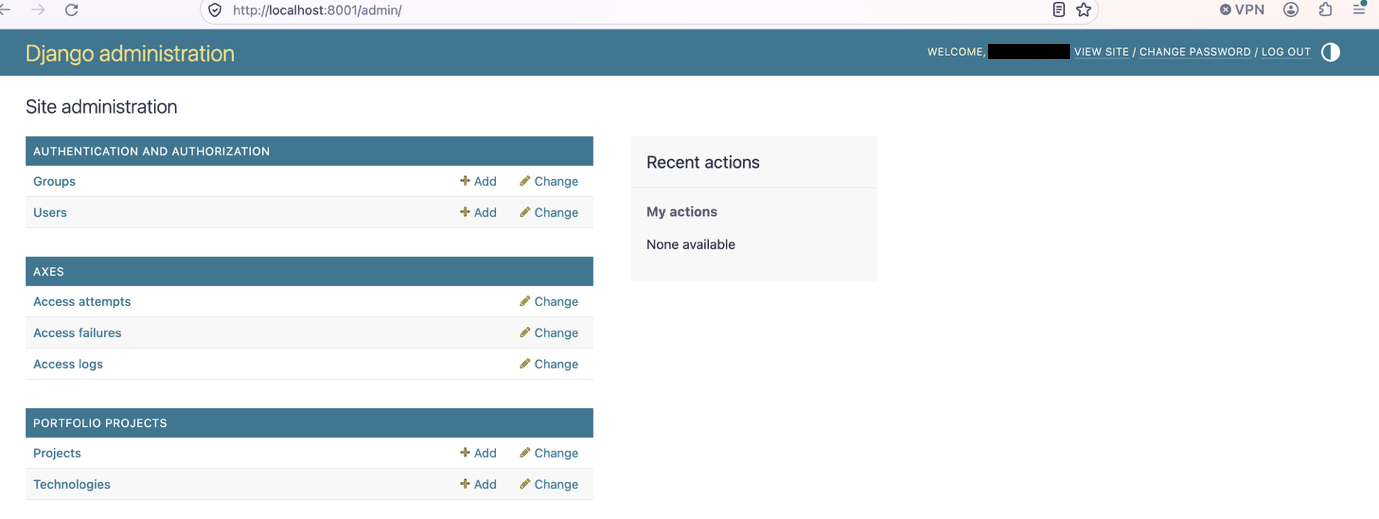 http://localhost:8001/admin/
VPN
Django administration
WELCOME, VIEW SITE / CHANGE PASSWORD / LOG OUT
Site administration
AUTHENTICATION AND AUTHORIZATION
Groups Add Change
Users Add Change
AXES
Access attempts Change
Access failures Change
Access logs Change
PORTFOLIO PROJECTS
Projects Add Change
Technologies Add Change
Recent actions
My actions
None available